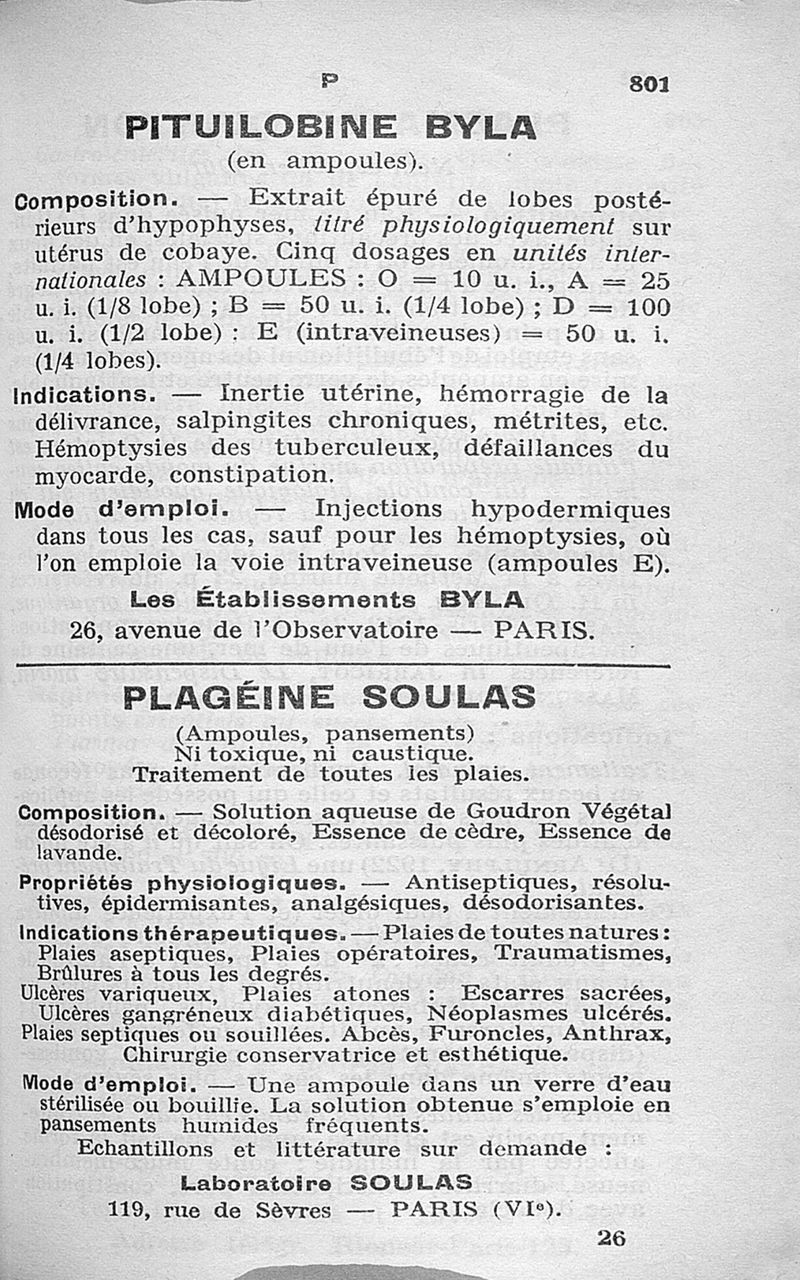 P 801
PITUILOBINE BYLA
(en ampoules).
Composition. — Extrait épuré de lobes posté-
rieurs d'hypophyses, titré physiologiquement sur
utérus de cobaye. Cinq dosages en unités inter-
nationales : AMPOULES : O = 10 u. i., A = 25
u. i. (1/8 lobe) ; B = 50 u. i. (1/4 lobe) ; D = 100
u. i. (1/2 lobe) : E (intraveineuses) = 50 u. i.
(1/4 lobes).
Indications. — Inertie utérine, hémorragie de la
délivrance, salpingites chroniques, métrites, etc.
Hémoptysies des tuberculeux, défaillances du
myocarde, constipation.
Mode d'emploi. — Injections hypodermiques
dans tous les cas, sauf pour les hémoptysies, où
l'on emploie la voie intraveineuse (ampoules E).
Les Établissements BYLA
26, avenue de l'Observatoire — PARIS.
PLAGÉINE SOULAS
(Ampoules, pansements)
Ni toxique, ni caustique.
Traitement de toutes les plaies.
Composition. — Solution aqueuse de Goudron Végétal
désodorisé et décoloré, Essence de cèdre, Essence de
lavande.
Propriétés physiologiques. — Antiseptiques, résolu-
tives, épidermisantes, analgésiques, désodorisantes.
Indications thérapeutiques. — Plaies de toutes natures :
Plaies aseptiques, Plaies opératoires, Traumatismes,
Brûlures à tous les degrés.
Ulcères variqueux, Plaies atones : Escarres sacrées,
Ulcères gangréneux diabétiques, Néoplasmes ulcérés.
Plaies septiques ou souillées. Abcès, Furoncles, Anthrax,
Chirurgie conservatrice et esthétique.
Mode d'emploi. — Une ampoule dans un verre d'eau
stérilisée ou bouillie. La solution obtenue s'emploie en
pansements humides fréquents.
Echantillons et littérature sur demande :
Laboratoire SOULAS
119, rue de Sèvres — PARIS (VIe).
26